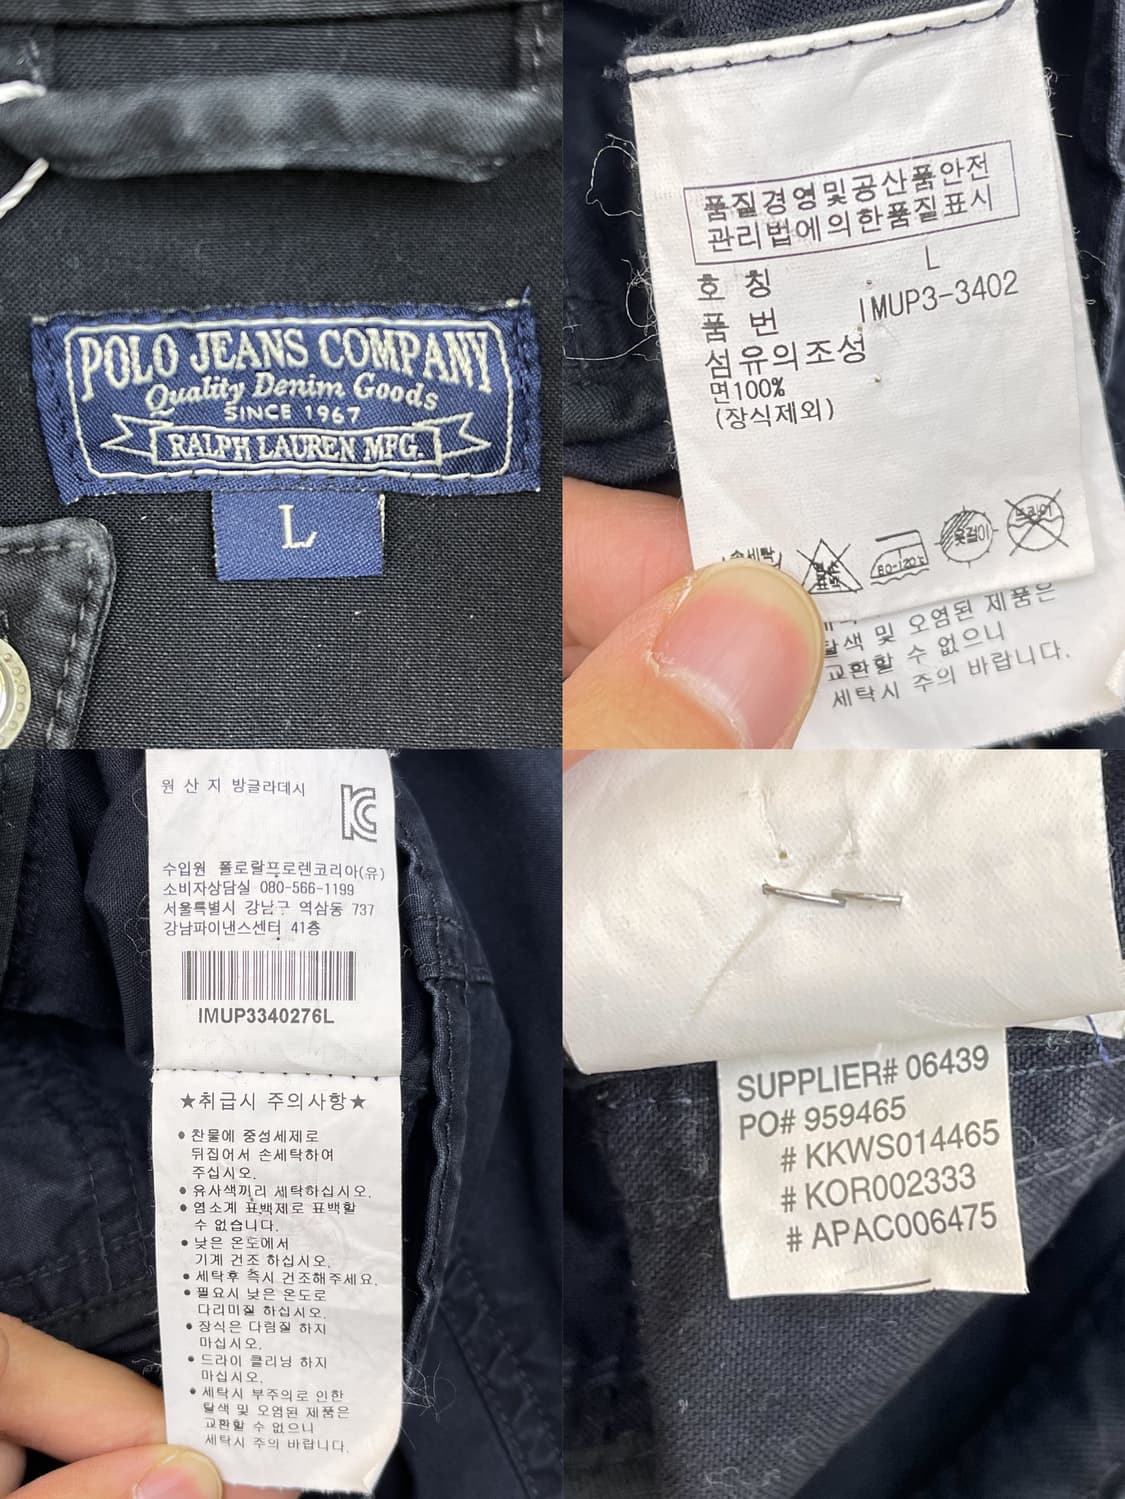 POLO JEANS COMPANY
Quality Denim Goods
SINCE 1967
RALPH LAUREN MFG.
L
품질경영및공산품안전
관리법에의한품질표시
호 칭 L
품 번 IMUP3-3402
섬유의조성
면100%
(장식제외)
손세탁
80-120℃
옷걸이
드라이
탈색 및 오염된 제품은
교환할 수 없으니
세탁시 주의 바랍니다.
원 산 지 방글라데시
수입원 폴로랄프로렌코리아(유)
소비자상담실 080-566-1199
서울특별시 강남구 역삼동 737
강남파이낸스센터 41층
IMUP3340276L
★취급시 주의사항★
• 찬물에 중성세제로
뒤집어서 손세탁하여
주십시오.
• 유사색끼리 세탁하십시오.
• 염소계 표백제로 표백할
수 없습니다.
• 낮은 온도에서
기계 건조 하십시오.
• 세탁후 즉시 건조해주세요.
• 필요시 낮은 온도로
다리미질 하십시오.
• 장식은 다림질 하지
마십시오.
• 드라이 클리닝 하지
마십시오.
• 세탁시 부주의로 인한
탈색 및 오염된 제품은
교환할 수 없으니
세탁시 주의 바랍니다.
SUPPLIER# 06439
PO# 959465
# KKWS014465
# KOR002333
# APAC006475